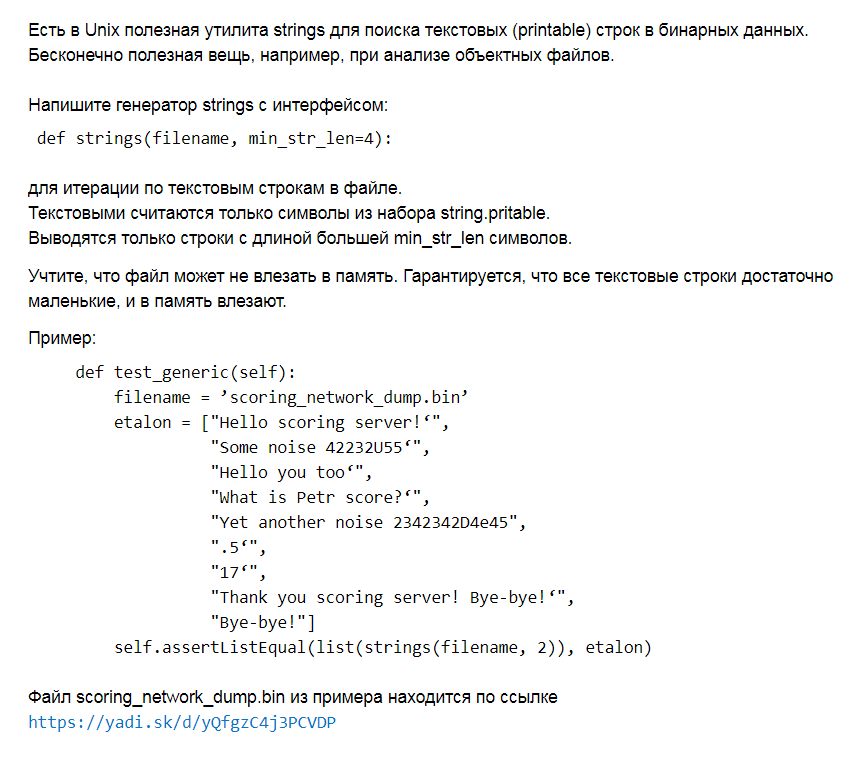 Есть в Unix полезная утилита strings для поиска текстовых (printable) строк в бинарных данных.
Бесконечно полезная вещь, например, при анализе объектных файлов.
Напишите генератор strings с интерфейсом:
def strings(filename, min_str_len=4):
для итерации по текстовым строкам в файле.
Текстовыми считаются только символы из набора string.pritable.
Выводятся только строки с длиной большей min_str_len символов.
Учтите, что файл может не влезать в память. Гарантируется, что все текстовые строки достаточно
маленькие, и в память влезают.
Пример:
def test_generic(self):
filename = ’scoring_network_dump.bin’
etalon = ["Hello scoring server!‘",
"Some noise 42232U55‘",
"Hello you too‘",
"What is Petr score?‘",
"Yet another noise 2342342D4e45",
".5‘",
"17‘",
"Thank you scoring server! Bye-bye!‘",
"Bye-bye!"]
self.assertListEqual(list(strings(filename, 2)), etalon)
Файл scoring_network_dump.bin из примера находится по ссылке
https://yadi.sk/d/yQfgzC4j3PCVDP